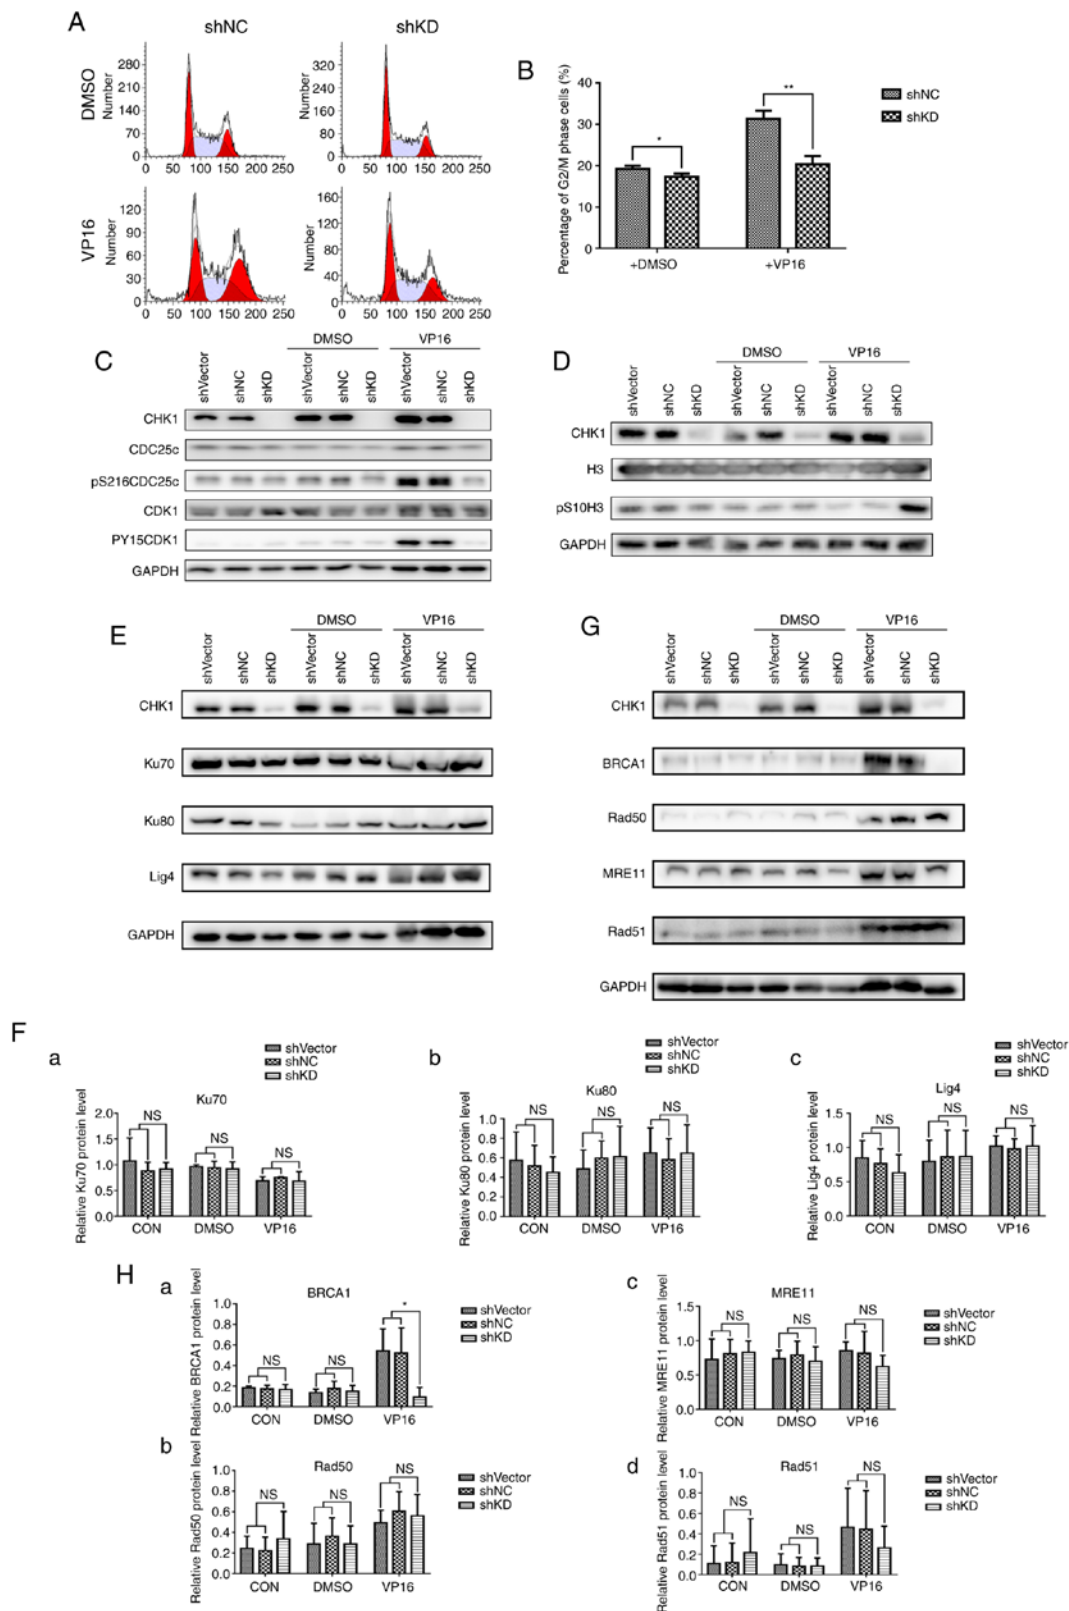 A
shNC
shKD
DMSO
Number
280
210
140
70
0
0 50 100 150 200 250
Number
320
240
160
80
0
0 50 100 150 200 250
VP16
Number
120
90
60
30
0
0 50 100 150 200 250
Number
160
120
80
40
0
0 50 100 150 200 250
B
Percentage of G2/M phase cells (%)
40
30
20
10
0
*
**
+DMSO
+VP16
shNC
shKD
C
DMSO
VP16
shVector
shNC
shKD
shVector
shNC
shKD
shVector
shNC
shKD
CHK1
CDC25c
pS216CDC25c
CDK1
PY15CDK1
GAPDH
D
DMSO
VP16
shVector
shNC
shKD
shVector
shNC
shKD
shVector
shNC
shKD
CHK1
H3
pS10H3
GAPDH
E
DMSO
VP16
shVector
shNC
shKD
shVector
shNC
shKD
shVector
shNC
shKD
CHK1
Ku70
Ku80
Lig4
GAPDH
G
DMSO
VP16
shVector
shNC
shKD
shVector
shNC
shKD
shVector
shNC
shKD
CHK1
BRCA1
Rad50
MRE11
Rad51
GAPDH
F
a
shVector
shNC
shKD
Ku70
Relative Ku70 protein level
2.0
1.5
1.0
0.5
0.0
NS
NS
NS
CON
DMSO
VP16
b
shVector
shNC
shKD
Ku80
Relative Ku80 protein level
1.0
0.8
0.6
0.4
0.2
0.0
NS
NS
NS
CON
DMSO
VP16
c
shVector
shNC
shKD
Lig4
Relative Lig4 protein level
1.5
1.0
0.5
0.0
NS
NS
NS
CON
DMSO
VP16
H
a
BRCA1
Relative BRCA1 protein level
1.0
0.8
0.6
0.4
0.2
0.0
NS
NS
*
CON
DMSO
VP16
shVector
shNC
shKD
c
MRE11
Relative MRE11 protein level
1.5
1.0
0.5
0.0
NS
NS
NS
CON
DMSO
VP16
shVector
shNC
shKD
b
Rad50
Relative Rad50 protein level
1.0
0.8
0.6
0.4
0.2
0.0
NS
NS
NS
CON
DMSO
VP16
shVector
shNC
shKD
d
Rad51
Relative Rad51 protein level
1.0
0.8
0.6
0.4
0.2
0.0
NS
NS
NS
CON
DMSO
VP16
shVector
shNC
shKD